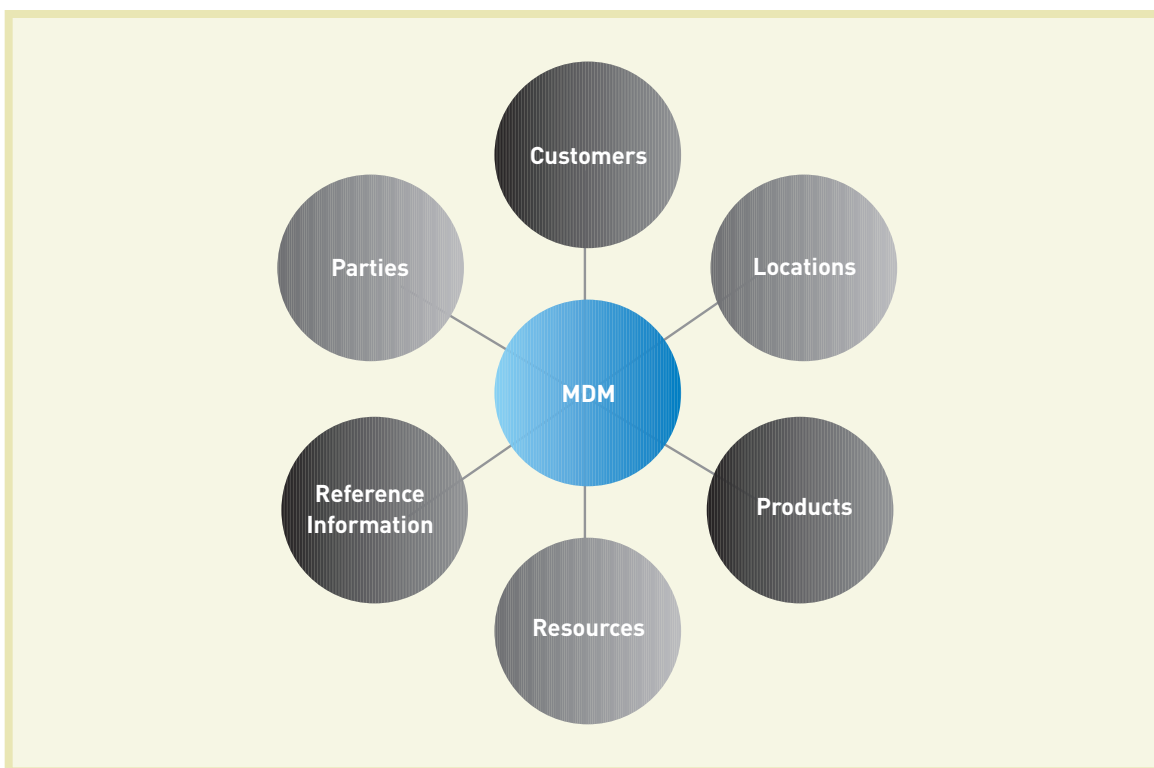 Customers
Parties
Locations
MDM
Reference
Information
Products
Resources